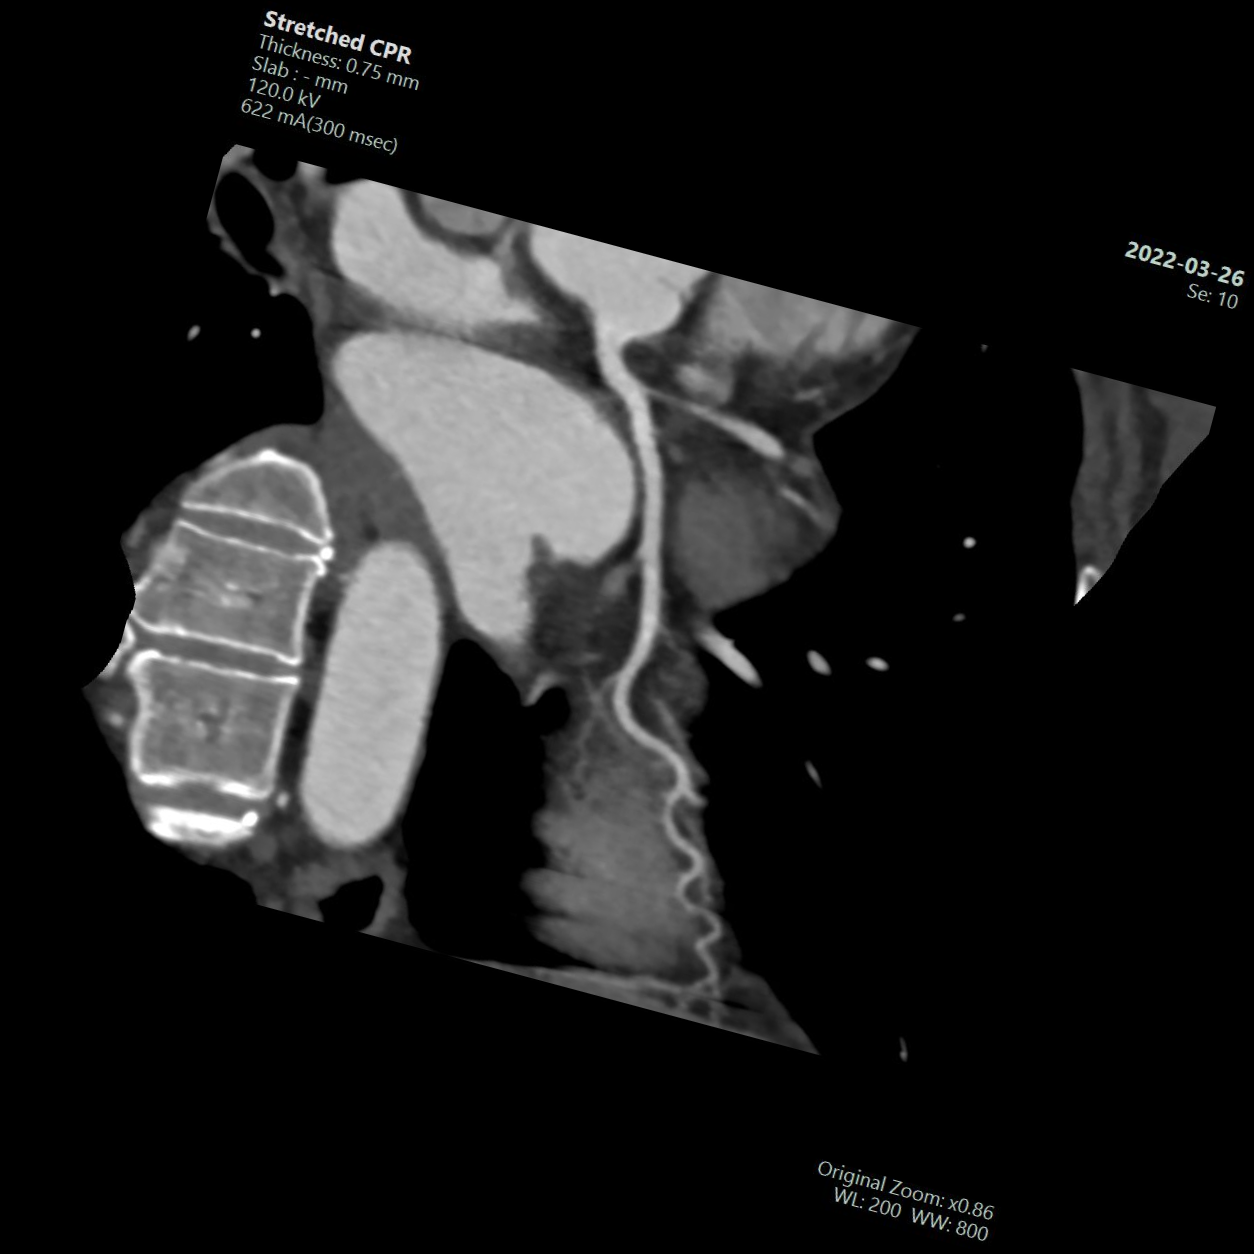 Stretched CPR
Thickness: 0.75 mm
Slab : - mm
120.0 kV
622 mA(300 msec)
2022-03-26
Se: 10
Original Zoom: x0.86
WL: 200 WW: 800